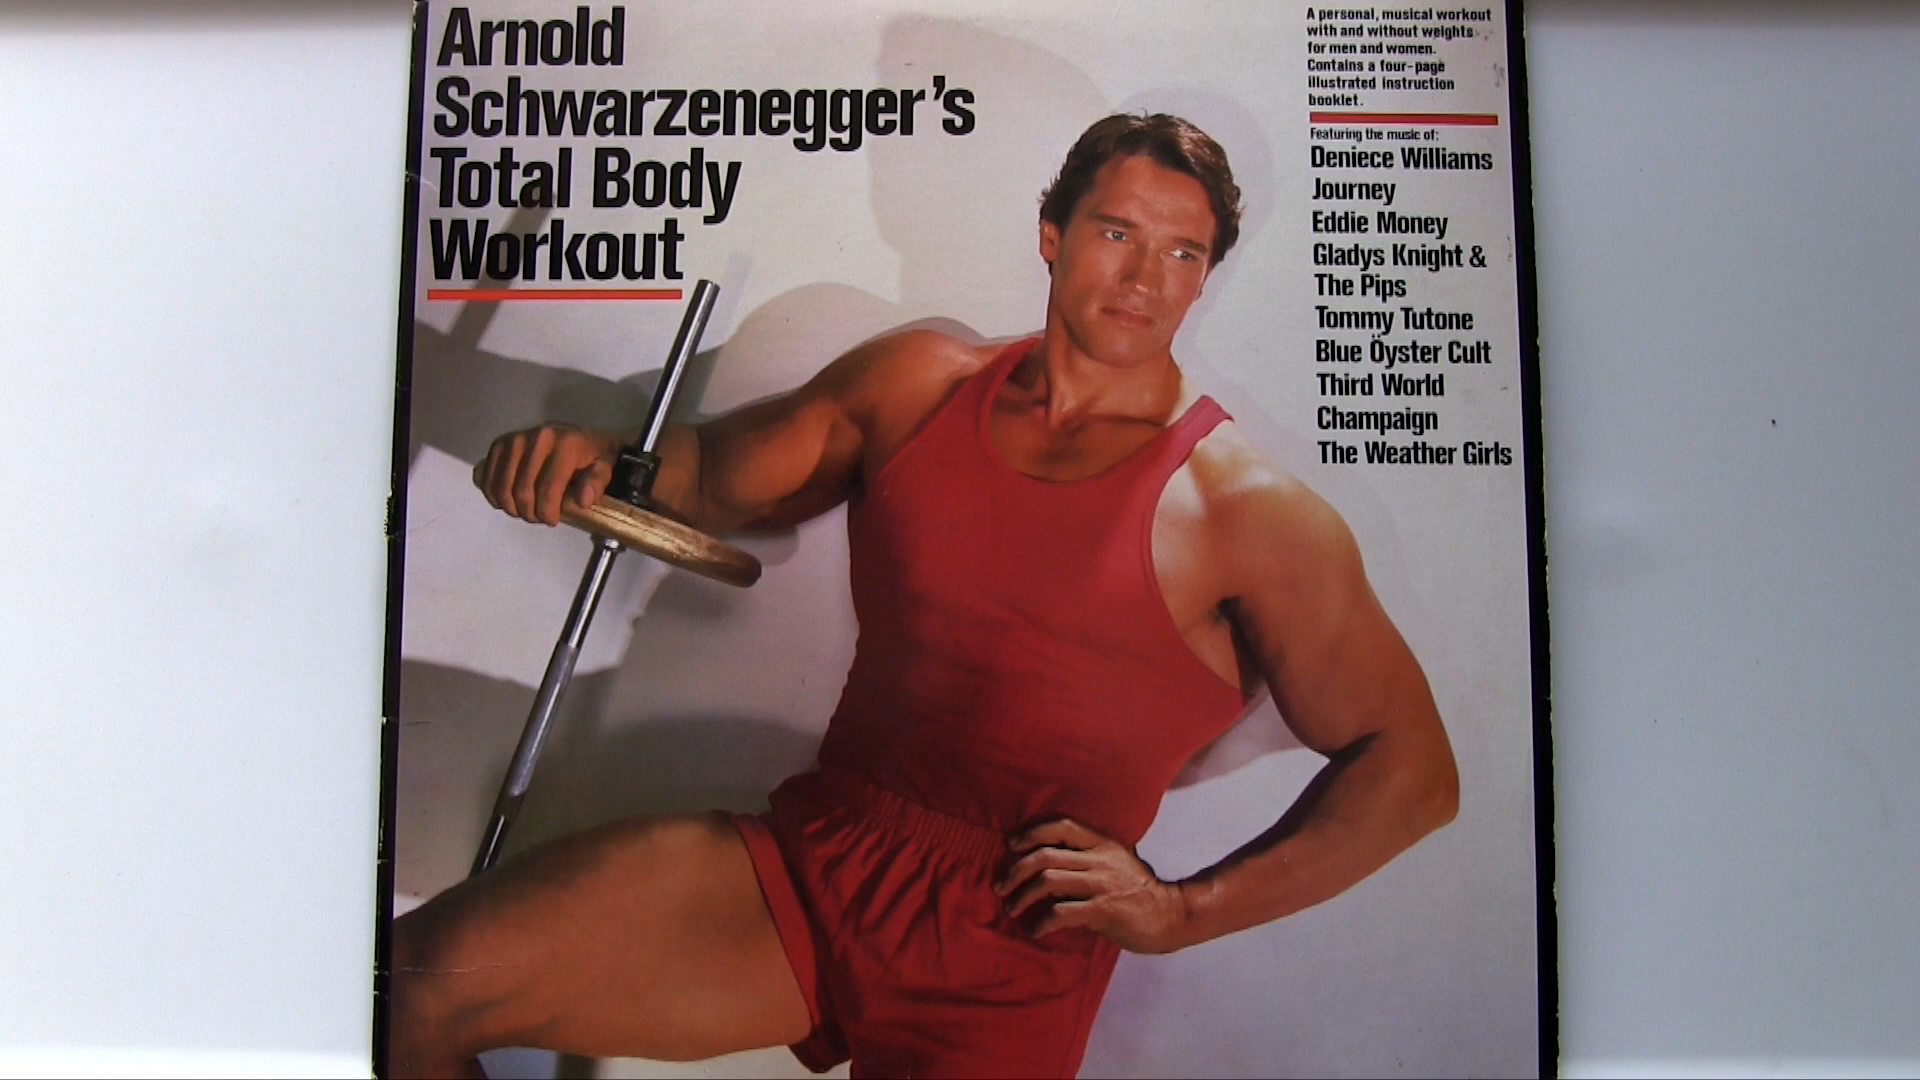 Arnold
Schwarzenegger's
Total Body
Workout
A personal, musical workout
with and without weights
for men and women.
Contains a four-page
illustrated instruction
booklet.
Featuring the music of:
Deniece Williams
Journey
Eddie Money
Gladys Knight &
The Pips
Tommy Tutone
Blue Öyster Cult
Third World
Champaign
The Weather Girls